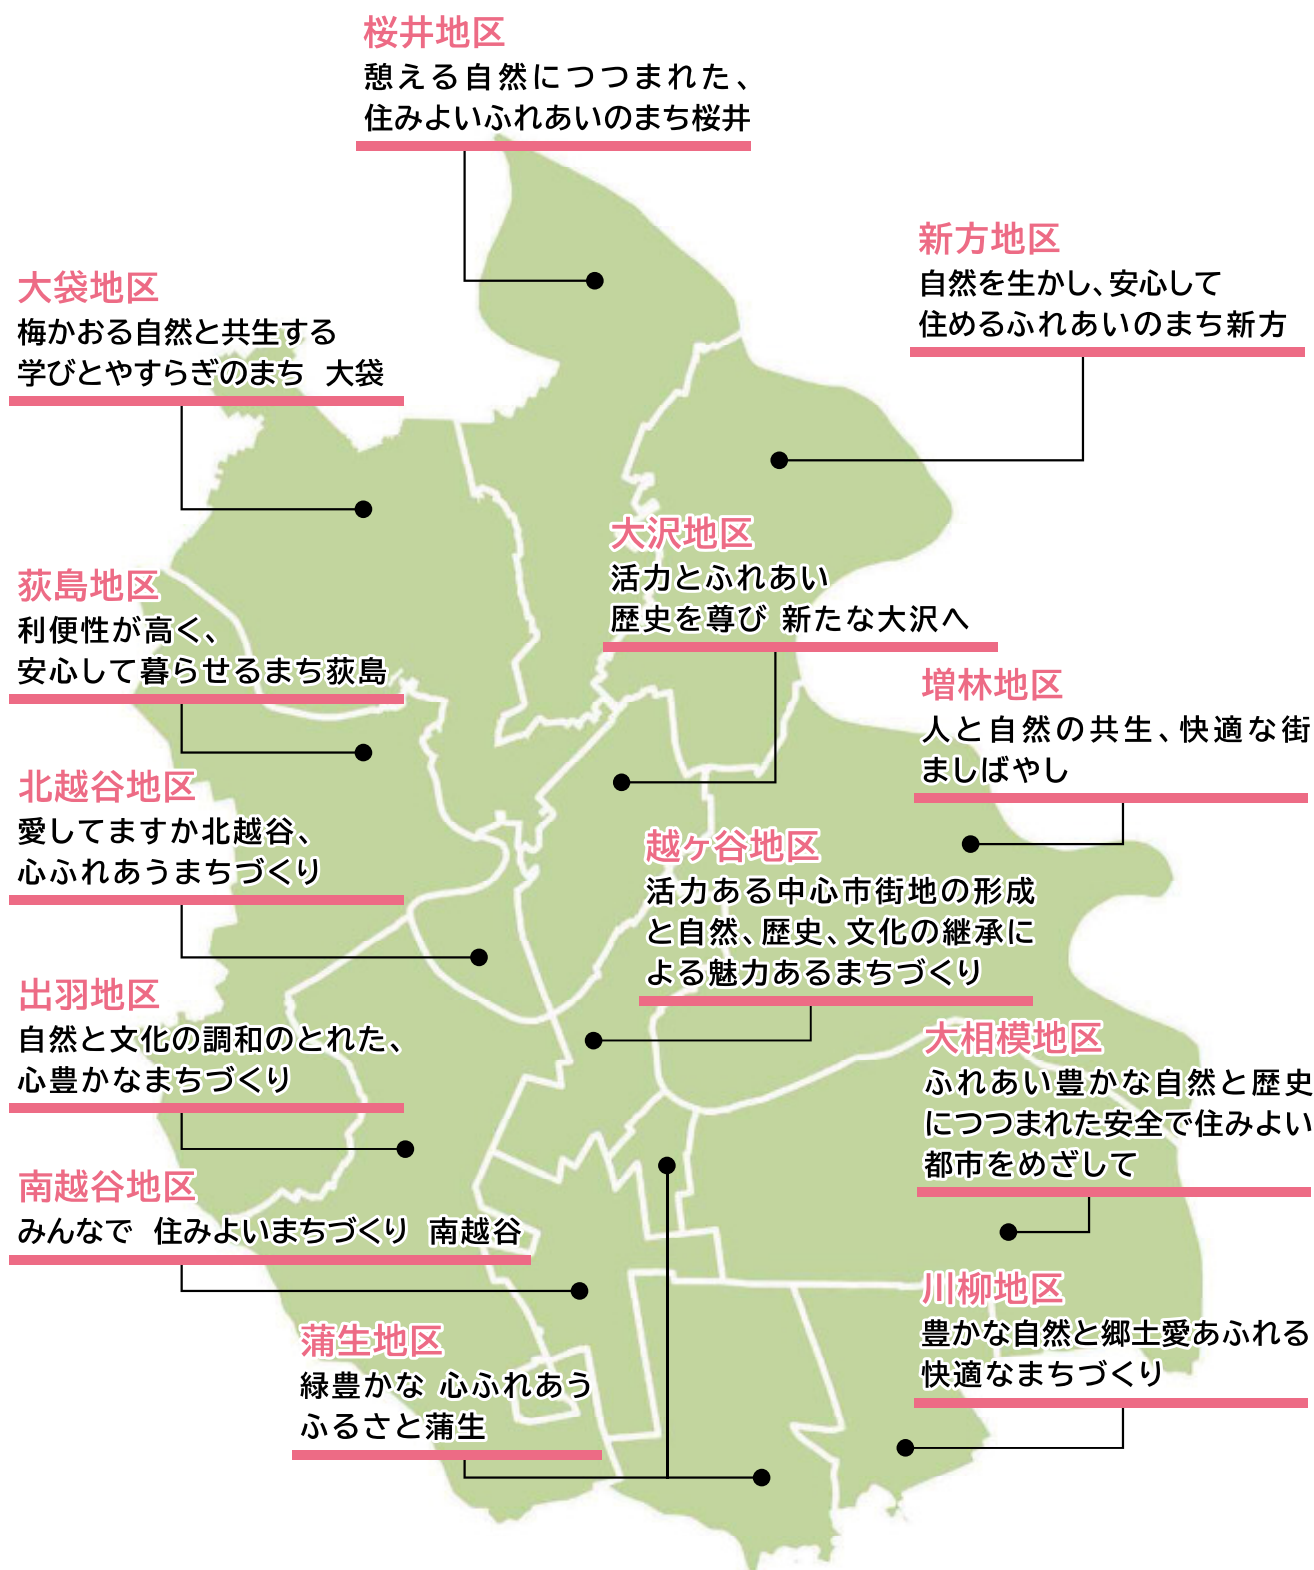 桜井地区
憩える自然につつまれた、
住みよいふれあいのまち桜井
新方地区
自然を生かし、安心して
住めるふれあいのまち新方
大袋地区
梅かおる自然と共生する
学びとやすらぎのまち 大袋
大沢地区
活力とふれあい
歴史を尊び 新たな大沢へ
荻島地区
利便性が高く、
安心して暮らせるまち荻島
増林地区
人と自然の共生、快適な街
ましばやし
北越谷地区
愛してますか北越谷、
心ふれあうまちづくり
越ヶ谷地区
活力ある中心市街地の形成
と自然、歴史、文化の継承に
よる魅力あるまちづくり
出羽地区
自然と文化の調和のとれた、
心豊かなまちづくり
大相模地区
ふれあい豊かな自然と歴史
につつまれた安全で住みよい
都市をめざして
南越谷地区
みんなで 住みよいまちづくり 南越谷
川柳地区
豊かな自然と郷土愛あふれる
快適なまちづくり
蒲生地区
緑豊かな 心ふれあう
ふるさと蒲生